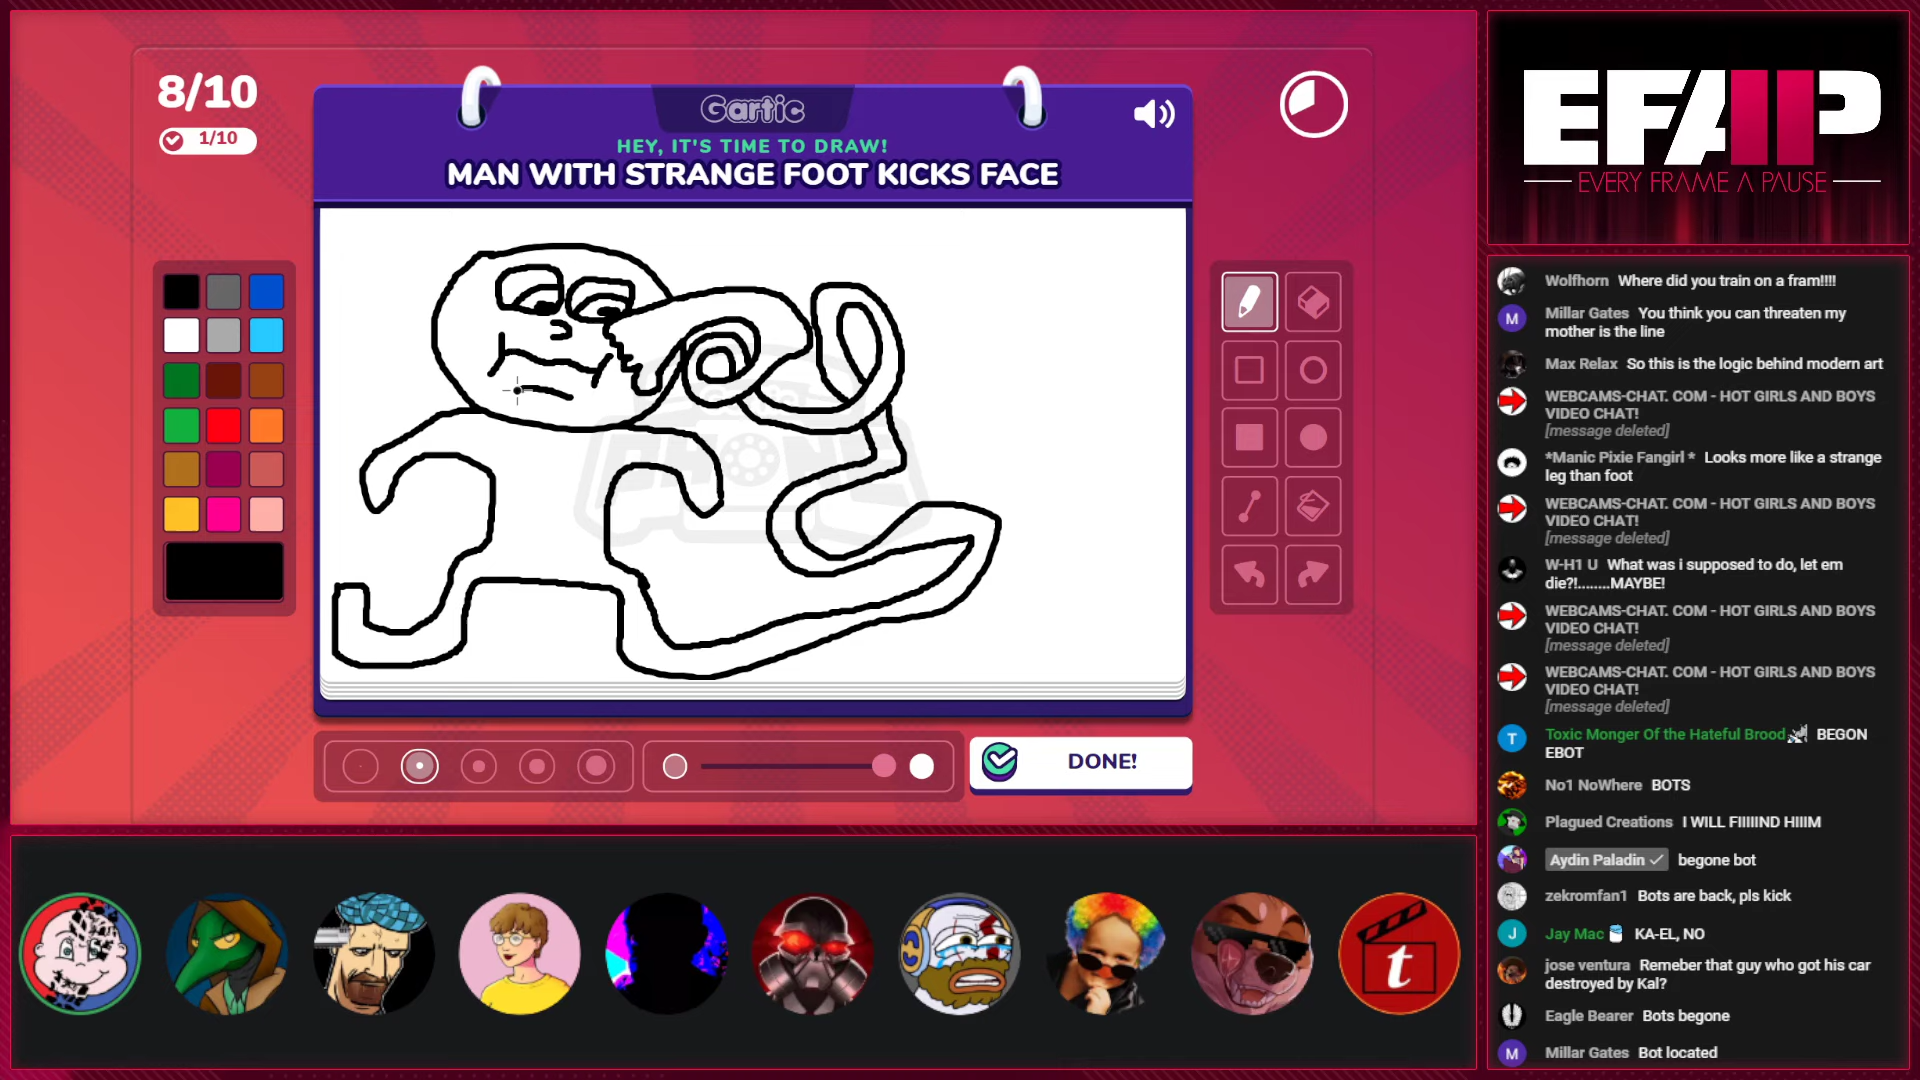 8/10
1/10
Gartic
HEY, IT'S TIME TO DRAW!
MAN WITH STRANGE FOOT KICKS FACE
PHONE
DONE!
t
EFAP
EVERY FRAME A PAUSE
Wolfhorn Where did you train on a fram!!!!
M
Millar Gates You think you can threaten my
mother is the line
Max Relax So this is the logic behind modern art
WEBCAMS-CHAT. COM - HOT GIRLS AND BOYS
VIDEO CHAT!
[message deleted]
*Manic Pixie Fangirl * Looks more like a strange
leg than foot
WEBCAMS-CHAT. COM - HOT GIRLS AND BOYS
VIDEO CHAT!
[message deleted]
W-H1 U What was i supposed to do, let em
die?!........MAYBE!
WEBCAMS-CHAT. COM - HOT GIRLS AND BOYS
VIDEO CHAT!
[message deleted]
WEBCAMS-CHAT. COM - HOT GIRLS AND BOYS
VIDEO CHAT!
[message deleted]
T
Toxic Monger Of the Hateful Brood BEGON
EBOT
No1 NoWhere BOTS
Plagued Creations I WILL FIIIIIND HIIIM
Aydin Paladin begone bot
zekromfan1 Bots are back, pls kick
J
Jay Mac KA-EL, NO
jose ventura Remeber that guy who got his car
destroyed by Kal?
Eagle Bearer Bots begone
M
Millar Gates Bot located